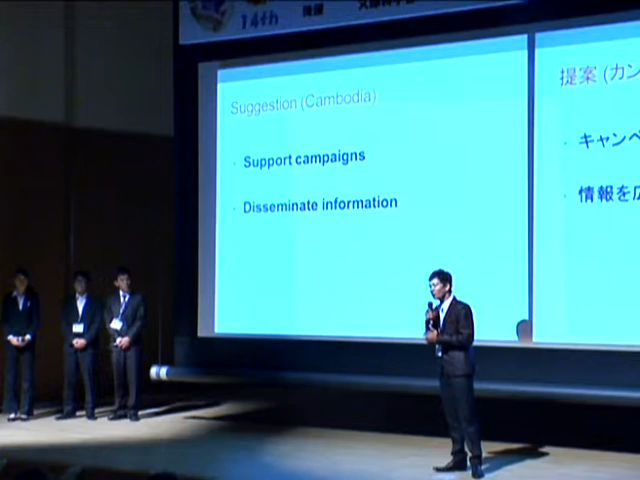 14th
Suggestion (Cambodia)
· Support campaigns
· Disseminate information
提案 (カン
· キャンペ
· 情報を広